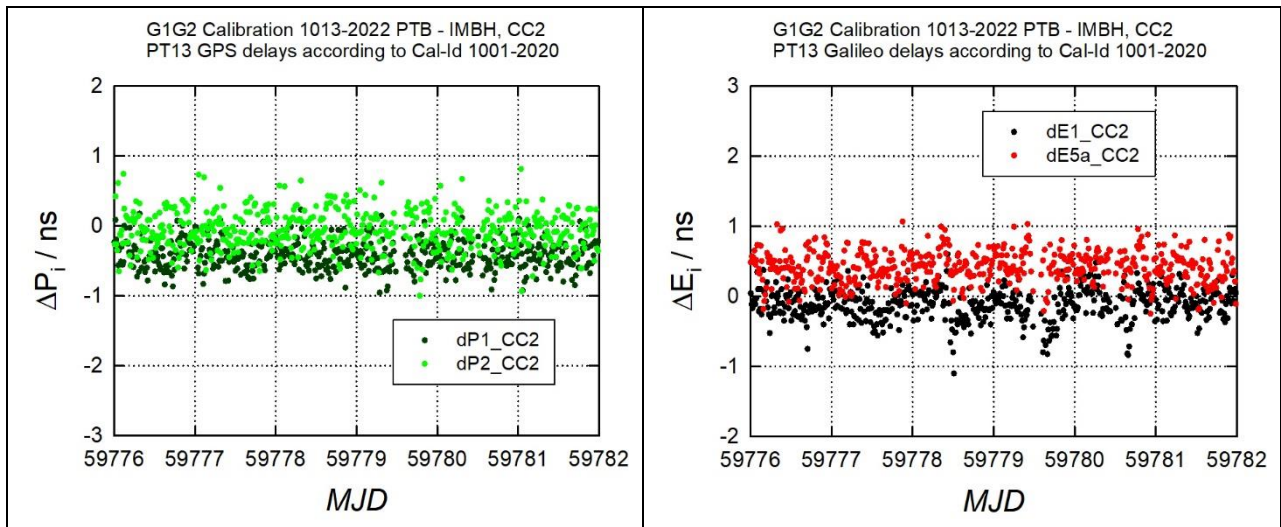 G1G2 Calibration 1013-2022 PTB - IMBH, CC2
PT13 GPS delays according to Cal-Id 1001-2020
2
1
0
-1
-2
-3
ΔPi / ns
dP1_CC2
dP2_CC2
59776 59777 59778 59779 59780 59781 59782
MJD
G1G2 Calibration 1013-2022 PTB - IMBH, CC2
PT13 Galileo delays according to Cal-Id 1001-2020
3
2
1
0
-1
-2
ΔEi / ns
dE1_CC2
dE5a_CC2
59776 59777 59778 59779 59780 59781 59782
MJD